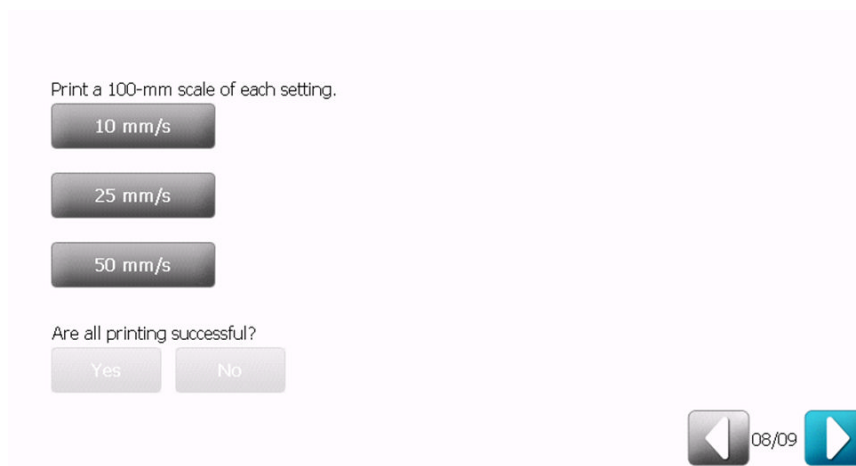 Print a 100-mm scale of each setting.
10 mm/s
25 mm/s
50 mm/s
Are all printing successful?
Yes No
08/09